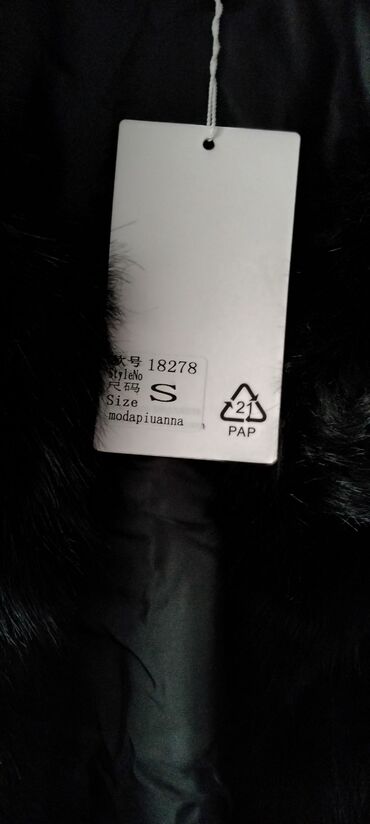 款号 18278
StyleNo
尺码 S
Size
modapiuanna
21
PAP